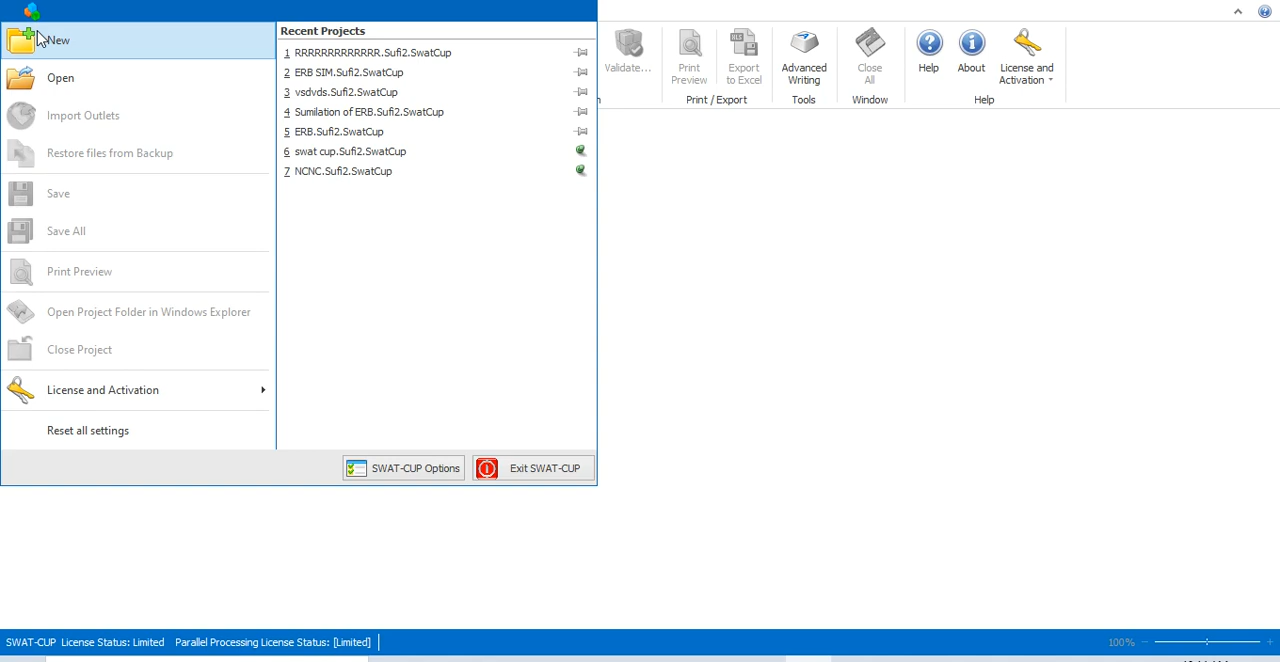 New
Open
Import Outlets
Restore files from Backup
Save
Save All
Print Preview
Open Project Folder in Windows Explorer
Close Project
License and Activation
Reset all settings
Recent Projects
1 RRRRRRRRRRRRR.Sufi2.SwatCup
2 ERB SIM.Sufi2.SwatCup
3 vsdvds.Sufi2.SwatCup
4 Sumilation of ERB.Sufi2.SwatCup
5 ERB.Sufi2.SwatCup
6 swat cup.Sufi2.SwatCup
7 NCNC.Sufi2.SwatCup
SWAT-CUP Options
Exit SWAT-CUP
Validate...
Print
Preview
Export
to Excel
Print / Export
Advanced
Writing
Tools
Close
All
Window
Help
About
License and
Activation
Help
SWAT-CUP License Status: Limited Parallel Processing License Status: [Limited]
100%